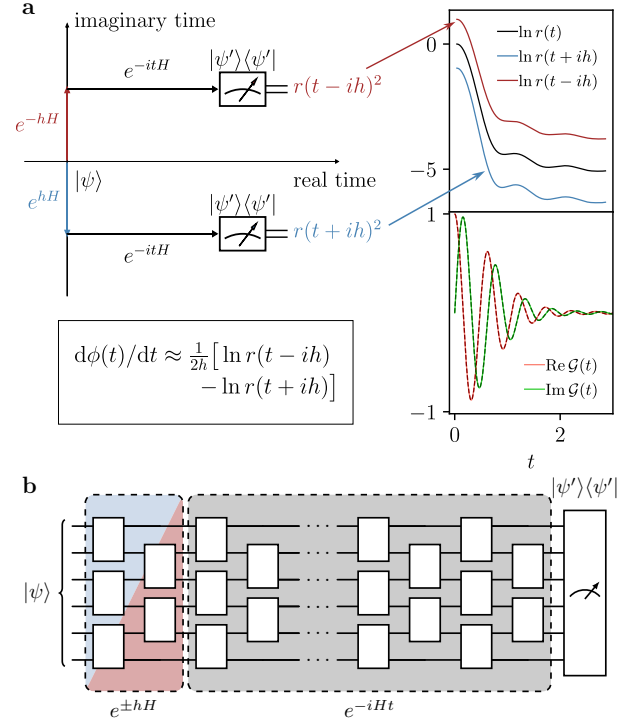 a
imaginary time
e^{-itH}
|ψ'⟩⟨ψ'|
r(t − ih)²
e^{-hH}
|ψ⟩
real time
e^{hH}
|ψ'⟩⟨ψ'|
r(t + ih)²
e^{-itH}
dϕ(t)/dt ≈ \frac{1}{2h}[ ln r(t − ih)
− ln r(t + ih)]
0
−5
ln r(t)
ln r(t + ih)
ln r(t − ih)
1
−1
Re 𝒢(t)
Im 𝒢(t)
0
2
t
b
|ψ'⟩⟨ψ'|
|ψ⟩
· · ·
· · ·
· · ·
· · ·
· · ·
· · ·
e^{±hH}
e^{-iHt}